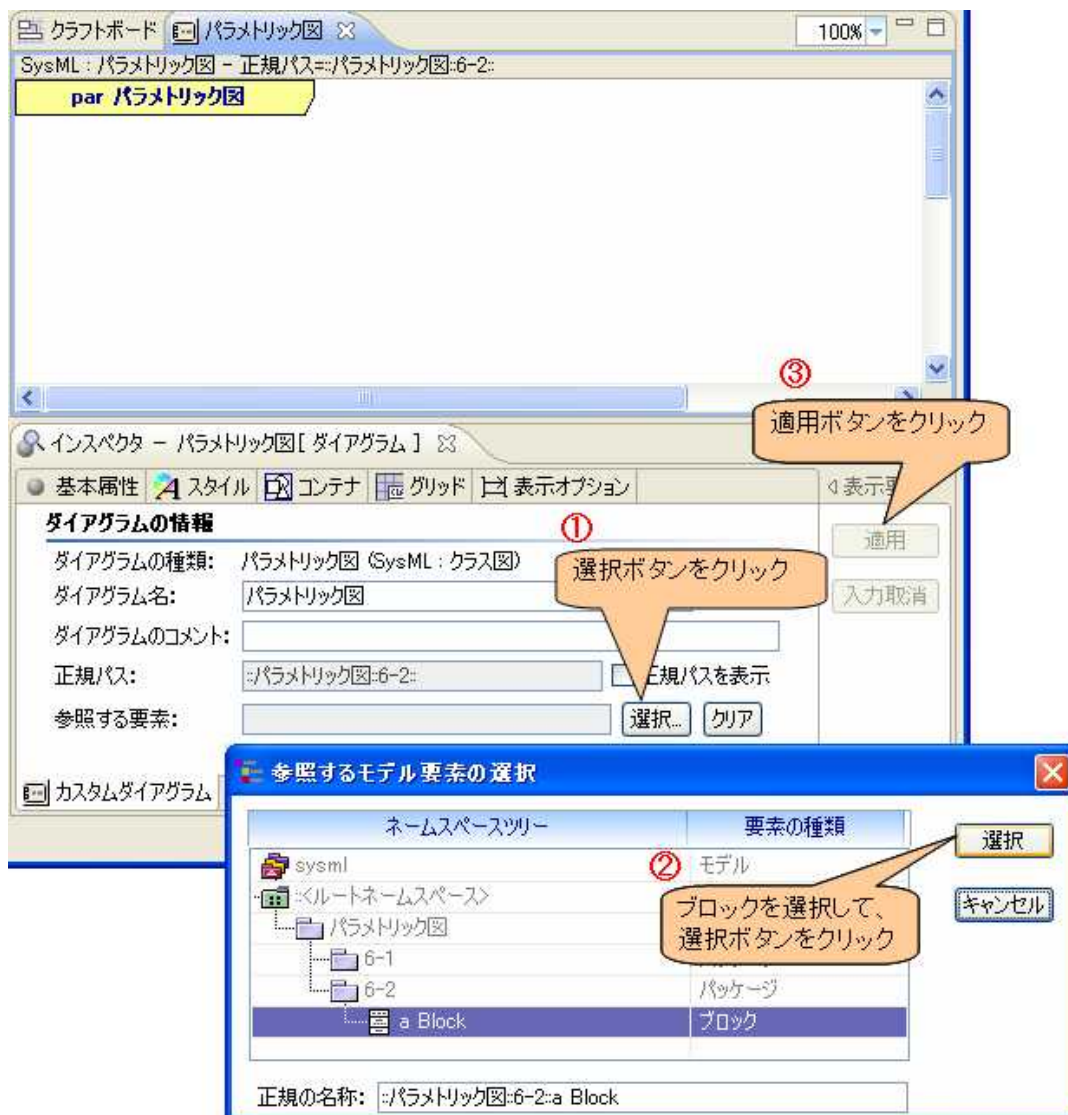 クラフトボード パラメトリック図 100%
SysML : パラメトリック図 - 正規パス=::パラメトリック図::6-2::
par パラメトリック図
③
適用ボタンをクリック
インスペクタ － パラメトリック図[ ダイアグラム ]
基本属性 スタイル コンテナ グリッド 表示オプション 表示
ダイアグラムの情報
①
適用
ダイアグラムの種類: パラメトリック図 (SysML : クラス図)
選択ボタンをクリック
ダイアグラム名: パラメトリック図
入力取消
ダイアグラムのコメント:
正規パス: ::パラメトリック図::6-2:: 正規パスを表示
参照する要素: 選択... クリア
カスタムダイアグラム
参照するモデル要素の選択
ネームスペースツリー 要素の種類
選択
sysml モデル
②
::<ルートネームスペース>
ブロックを選択して、
選択ボタンをクリック
キャンセル
パラメトリック図
6-1
6-2 パッケージ
a Block ブロック
正規の名称: ::パラメトリック図::6-2::a Block